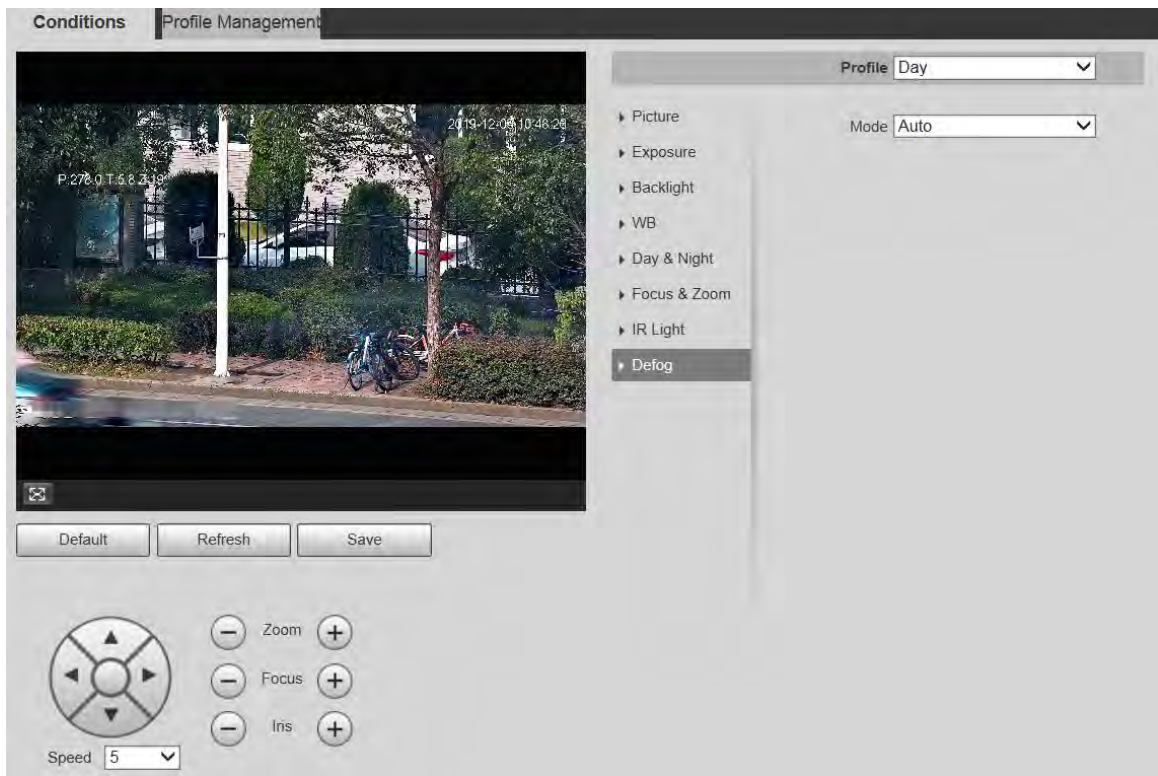 Conditions
Profile Management
Profile Day
Mode Auto
2019-12-09 10:48:26
Picture
Exposure
Backlight
WB
Day & Night
Focus & Zoom
IR Light
Defog
Default
Refresh
Save
Zoom
Focus
Iris
Speed 5